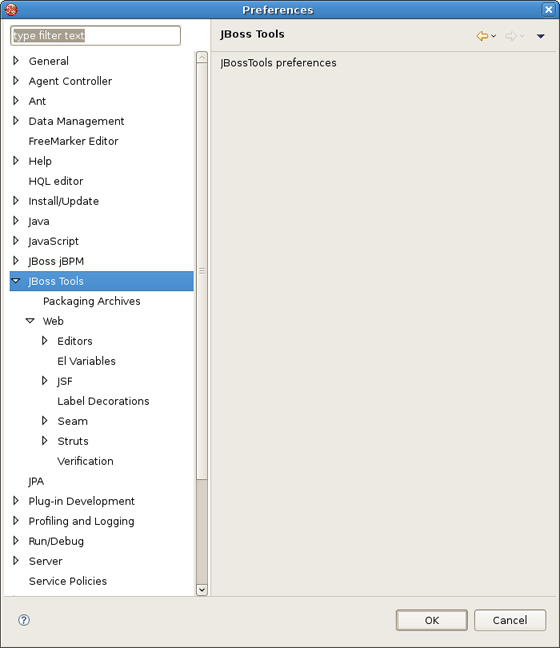 Preferences
type filter text
JBoss Tools
JBossTools preferences
General
Agent Controller
Ant
Data Management
FreeMarker Editor
Help
HQL editor
Install/Update
Java
JavaScript
JBoss jBPM
JBoss Tools
Packaging Archives
Web
Editors
El Variables
JSF
Label Decorations
Seam
Struts
Verification
JPA
Plug-in Development
Profiling and Logging
Run/Debug
Server
Service Policies
?
OK
Cancel